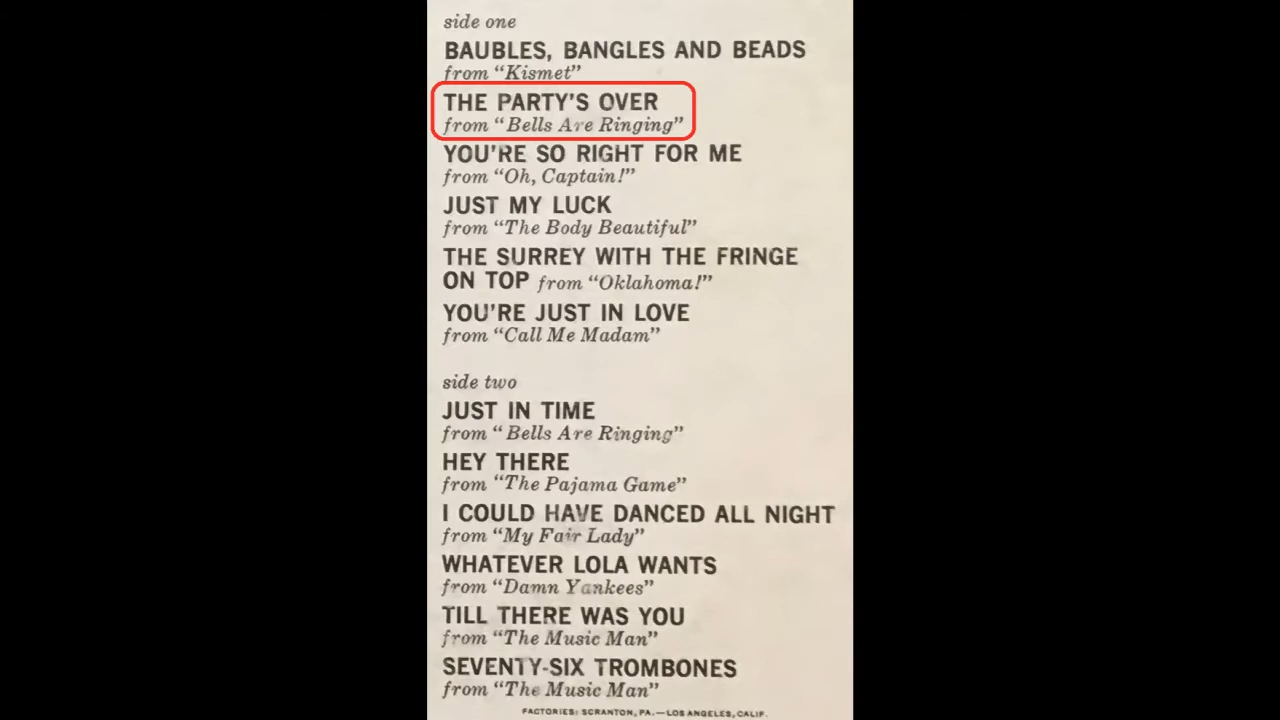 side one
BAUBLES, BANGLES AND BEADS
from "Kismet"
THE PARTY'S OVER
from "Bells Are Ringing"
YOU'RE SO RIGHT FOR ME
from "Oh, Captain!"
JUST MY LUCK
from "The Body Beautiful"
THE SURREY WITH THE FRINGE
ON TOP from "Oklahoma!"
YOU'RE JUST IN LOVE
from "Call Me Madam"
side two
JUST IN TIME
from "Bells Are Ringing"
HEY THERE
from "The Pajama Game"
I COULD HAVE DANCED ALL NIGHT
from "My Fair Lady"
WHATEVER LOLA WANTS
from "Damn Yankees"
TILL THERE WAS YOU
from "The Music Man"
SEVENTY-SIX TROMBONES
from "The Music Man"
FACTORIES: SCRANTON, PA.—LOS ANGELES, CALIF.